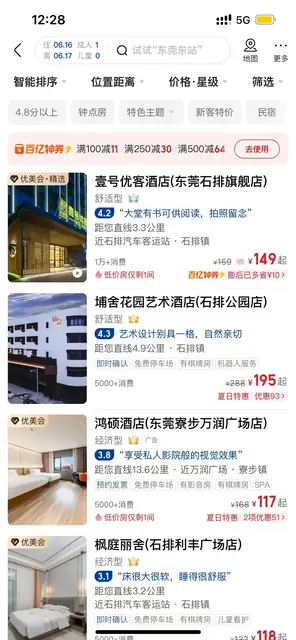 12:28
5G
住 06.16 成人 1
离 06.17 儿童 0
试试“东莞东站”
地图
更多
智能排序
位置距离
价格·星级
筛选
4.8分以上
钟点房
特色主题
新客特价
民宿
百亿神券
满100减11
满250减30
满500减64
去使用
优美会·精选
壹号优客酒店(东莞石排旗舰店)
舒适型
4.2 “大堂有书可供阅读，拍照留念”
距您直线3.3公里
近石排汽车客运站 · 石排镇
1万+消费
¥159 ¥149起
低价房仅剩1间
百亿神券 膨后已多省¥10
埔舍花园艺术酒店(石排公园店)
舒适型
4.3 艺术设计别具一格，自然亲切
距您直线4.9公里 · 石排镇
即时确认 免费停车场 有棋牌房 机器人服务
5000+消费
¥288 ¥195起
夏日特惠 优惠93
优美会
鸿硕酒店(东莞寮步万润广场店)
经济型
广告
3.8 “享受私人影院般的视觉效果”
距您直线13.6公里 · 近万润广场 · 寮步镇
预约发票 免费停车场 有影音房 有棋牌房 SPA
5000+消费
¥168 ¥117起
低价房仅剩1间
夏日特惠 2项优惠51
优美会
枫庭丽舍(石排利丰广场店)
经济型
3.1 “床很大很软，睡得很舒服”
距您直线3.2公里
近石排汽车客运站 · 石排镇
即时确认 免费停车场 有棋牌房 儿童看护
¥118起